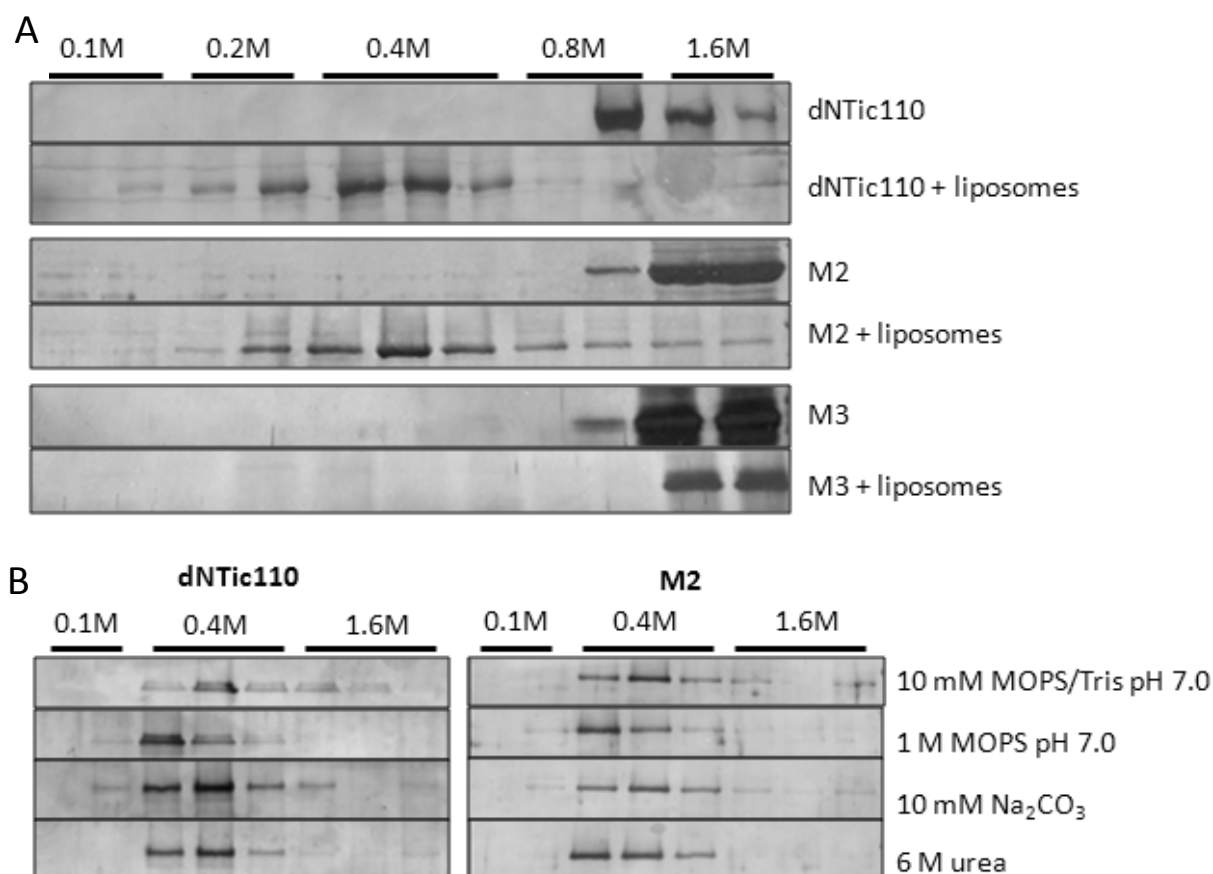 A
0.1M 0.2M 0.4M 0.8M 1.6M
dNTic110
dNTic110 + liposomes
M2
M2 + liposomes
M3
M3 + liposomes
B
dNTic110 M2
0.1M 0.4M 1.6M 0.1M 0.4M 1.6M
10 mM MOPS/Tris pH 7.0
1 M MOPS pH 7.0
10 mM Na₂CO₃
6 M urea